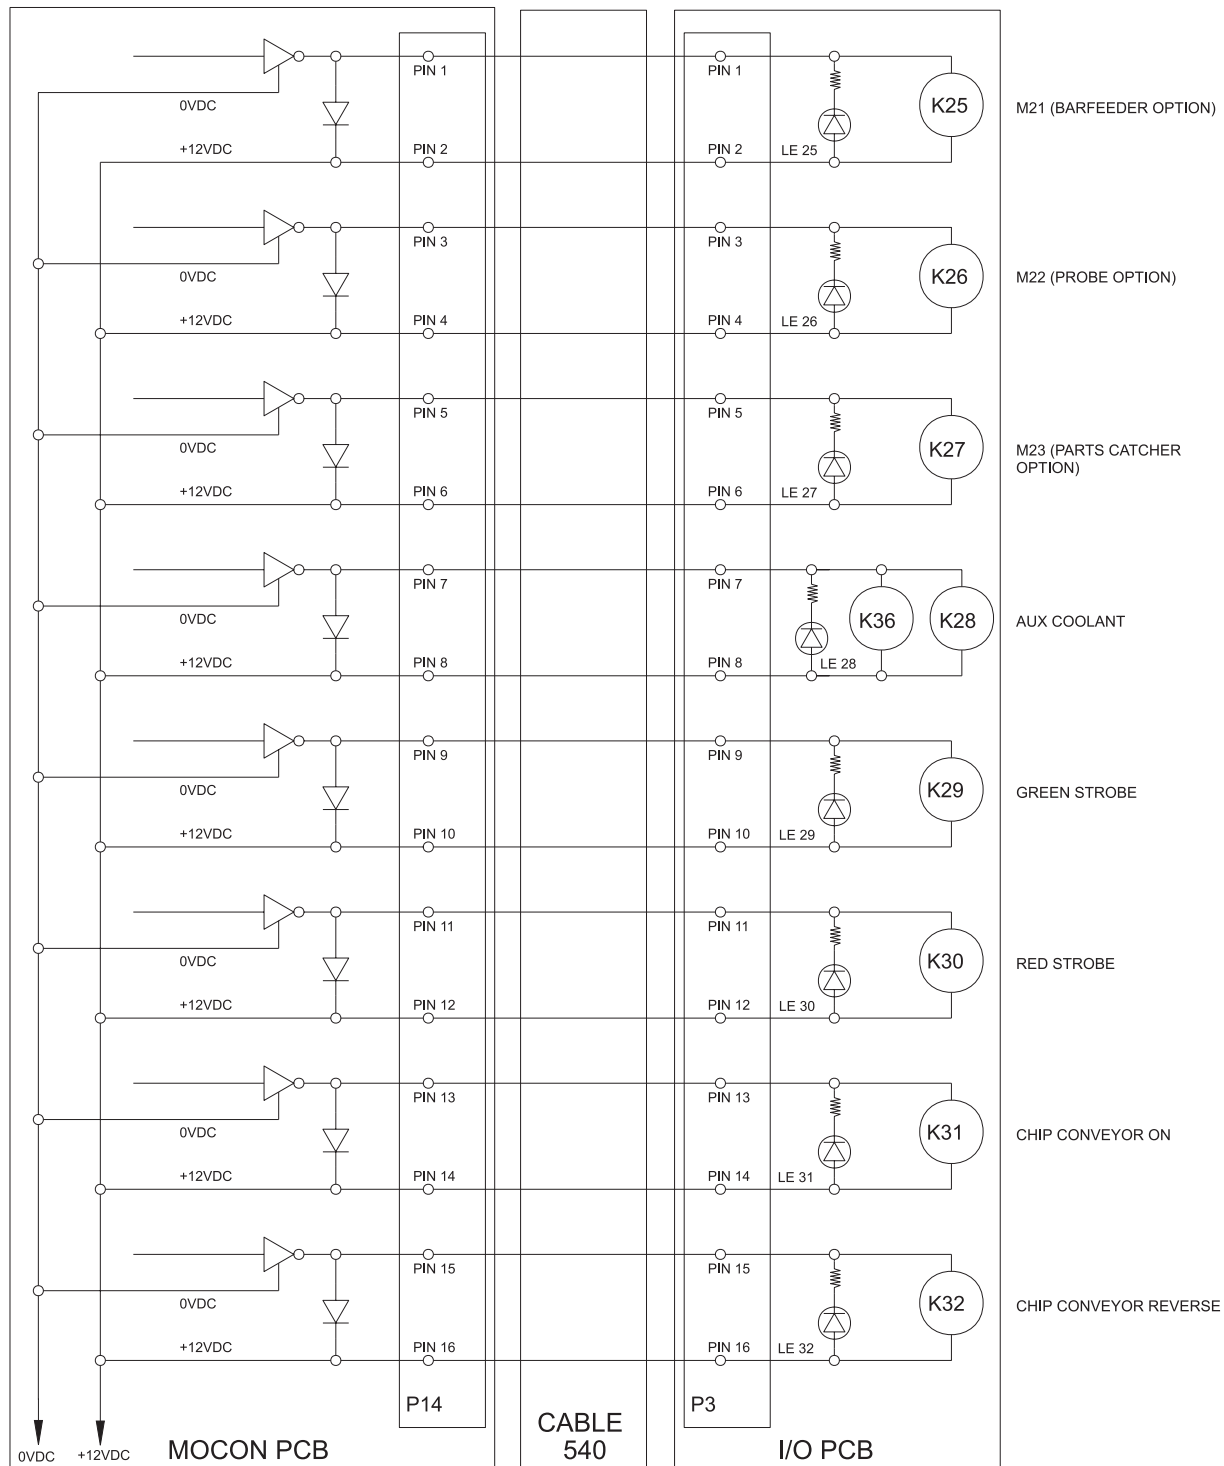 PIN 1 PIN 1 K25 M21 (BARFEEDER OPTION)
0VDC
+12VDC PIN 2 PIN 2 LE 25
PIN 3 PIN 3 K26 M22 (PROBE OPTION)
0VDC
+12VDC PIN 4 PIN 4 LE 26
PIN 5 PIN 5 K27 M23 (PARTS CATCHER
OPTION)
0VDC
+12VDC PIN 6 PIN 6 LE 27
PIN 7 PIN 7 K36 K28 AUX COOLANT
0VDC
+12VDC PIN 8 PIN 8 LE 28
PIN 9 PIN 9 K29 GREEN STROBE
0VDC
+12VDC PIN 10 PIN 10 LE 29
PIN 11 PIN 11 K30 RED STROBE
0VDC
+12VDC PIN 12 PIN 12 LE 30
PIN 13 PIN 13 K31 CHIP CONVEYOR ON
0VDC
+12VDC PIN 14 PIN 14 LE 31
PIN 15 PIN 15 K32 CHIP CONVEYOR REVERSE
0VDC
+12VDC PIN 16 PIN 16 LE 32
P14 P3
0VDC +12VDC MOCON PCB
CABLE
540
I/O PCB